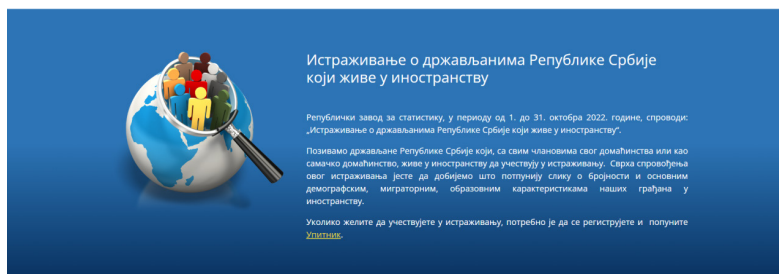 Истраживање о држављанима Републике Србије
који живе у иностранству
Републички завод за статистику, у периоду од 1. до 31. октобра 2022. године, спроводи:
„Истраживање о држављанима Републике Србије који живе у иностранству“.
Позивамо држављане Републике Србије који, са свим члановима свог домаћинства или као
самачко домаћинство, живе у иностранству да учествују у истраживању. Сврха спровођења
овог истраживања јесте да добијемо што потпунију слику о бројности и основним
демографским, миграторним, образовним карактеристикама наших грађана у
иностранству.
Уколико желите да учествујете у истраживању, потребно је да се региструјете и попуните
Упитник.